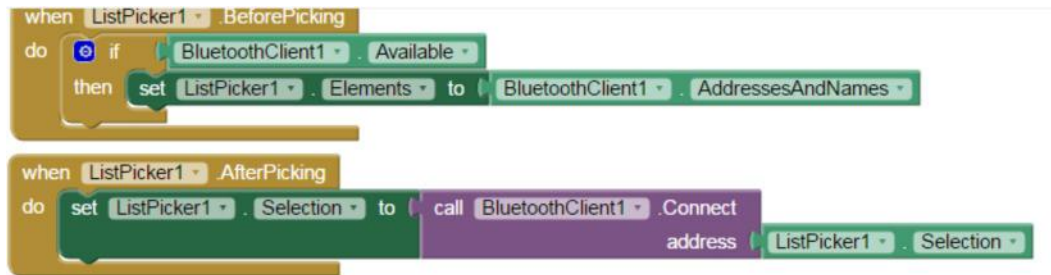 when ListPicker1 .BeforePicking
do if BluetoothClient1 . Available
then set ListPicker1 . Elements to BluetoothClient1 . AddressesAndNames
when ListPicker1 .AfterPicking
do set ListPicker1 . Selection to call BluetoothClient1 .Connect
address ListPicker1 . Selection